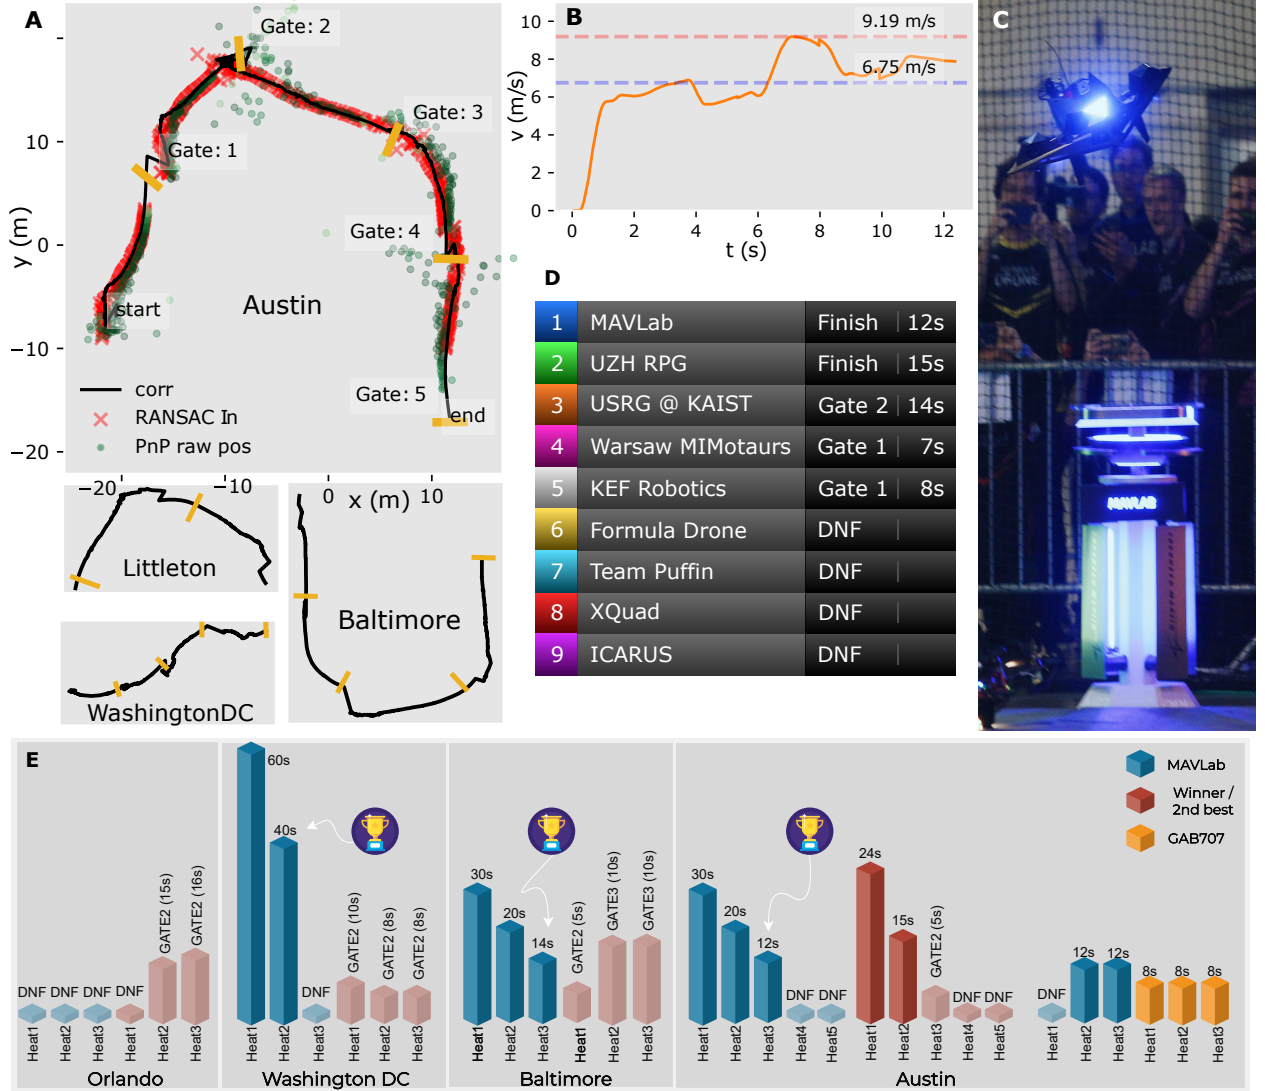 A
Gate: 2
Gate: 3
Gate: 1
Gate: 4
start
Austin
Gate: 5
end
10
0
−10
−20
y (m)
corr
RANSAC In
PnP raw pos
−20
−10
0
10
x (m)
Littleton
WashingtonDC
Baltimore
B
10
8
6
4
2
0
v (m/s)
9.19 m/s
6.75 m/s
0 2 4 6 8 10 12
t (s)
C
MAVLAB
D
1 MAVLab Finish | 12s
2 UZH RPG Finish | 15s
3 USRG @ KAIST Gate 2 | 14s
4 Warsaw MIMotaurs Gate 1 | 7s
5 KEF Robotics Gate 1 | 8s
6 Formula Drone DNF |
7 Team Puffin DNF |
8 XQuad DNF |
9 ICARUS DNF |
E
DNF DNF DNF DNF GATE2 (15s) GATE2 (16s)
Heat1 Heat2 Heat3 Heat1 Heat2 Heat3
Orlando
60s 40s DNF GATE2 (10s) GATE2 (8s) GATE2 (8s)
Heat1 Heat2 Heat3 Heat1 Heat2 Heat3
Washington DC
30s 20s 14s GATE2 (5s) GATE3 (10s) GATE3 (10s)
Heat1 Heat2 Heat3 Heat1 Heat2 Heat3
Baltimore
30s 20s 12s DNF DNF 24s 15s GATE2 (5s) DNF DNF DNF 12s 12s 8s 8s 8s
Heat1 Heat2 Heat3 Heat4 Heat5 Heat1 Heat2 Heat3 Heat4 Heat5 Heat1 Heat2 Heat3 Heat1 Heat2 Heat3
Austin
MAVLab
Winner /
2nd best
GAB707